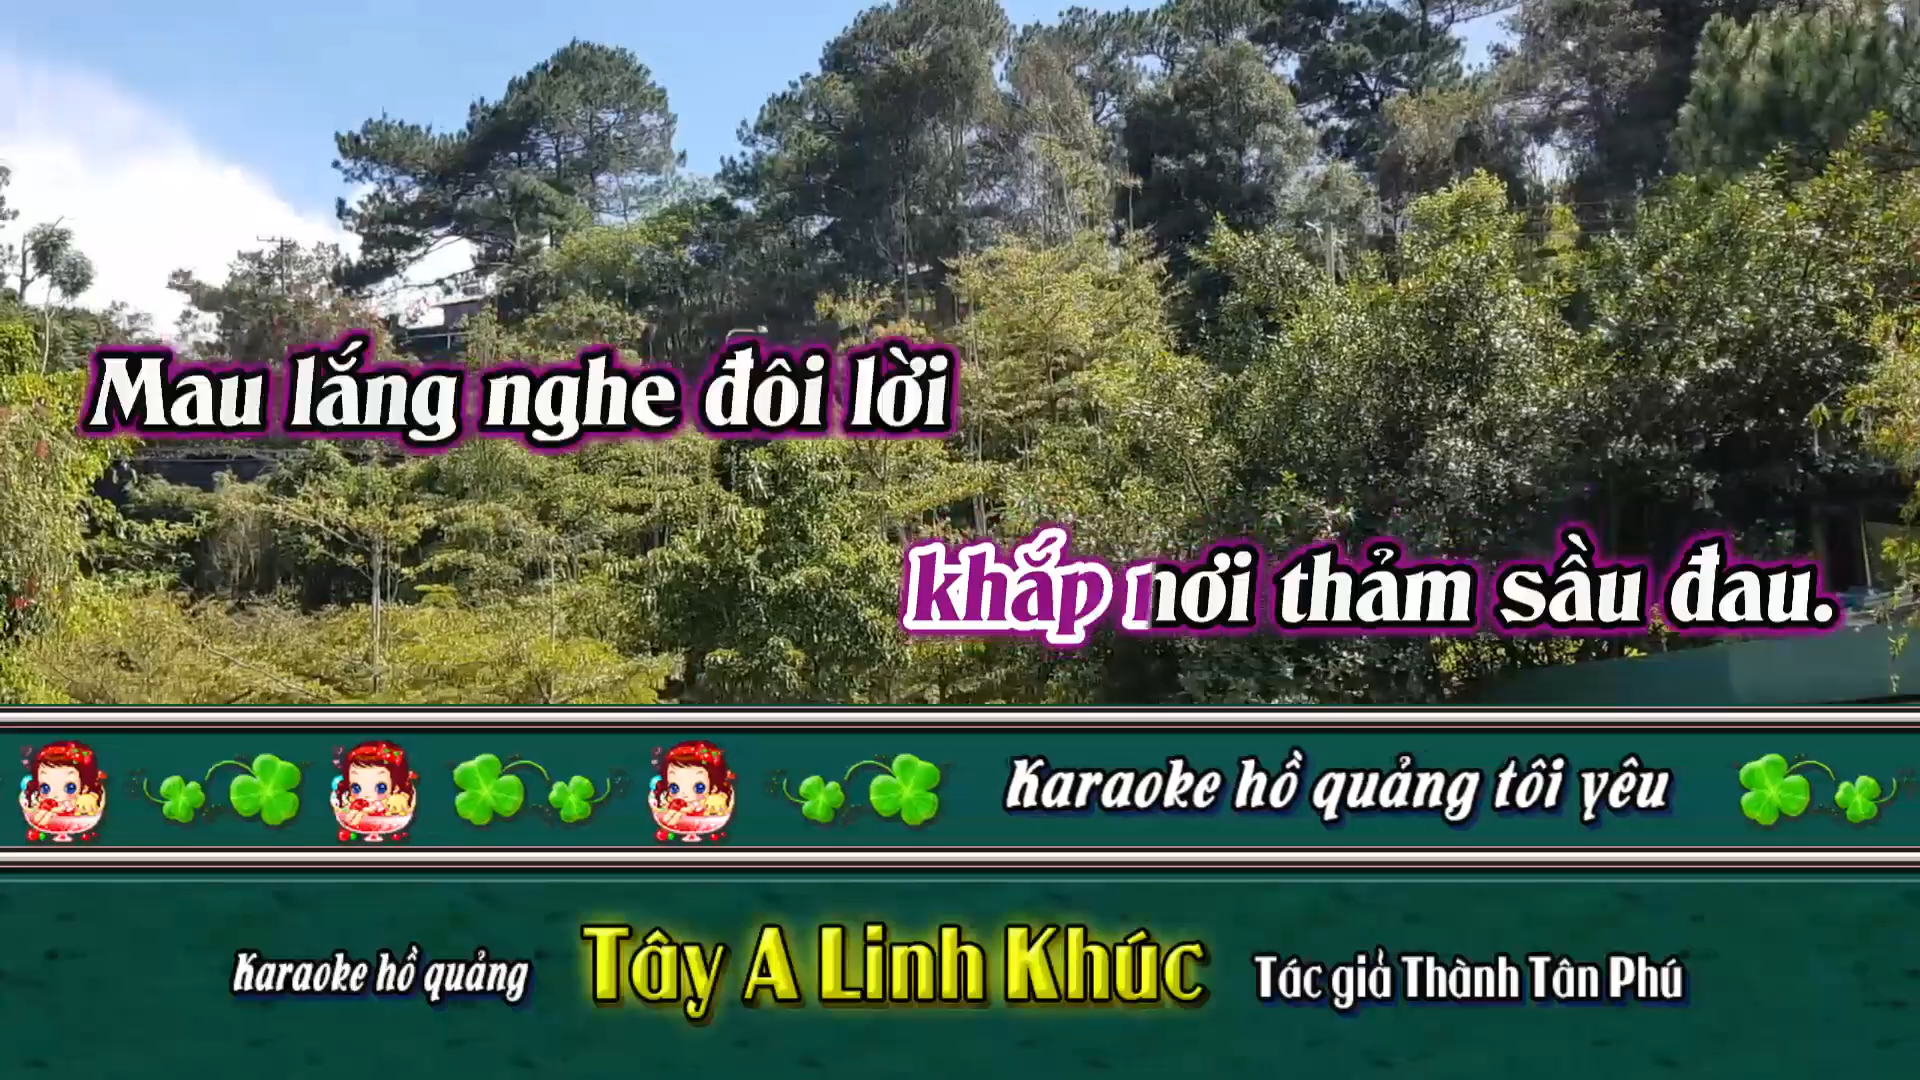 Mau lắng nghe đôi lời
khắp nơi thảm sầu đau.
Karaoke hồ quảng tôi yêu
Karaoke hồ quảng Tây A Linh Khúc Tác giả Thành Tân Phú